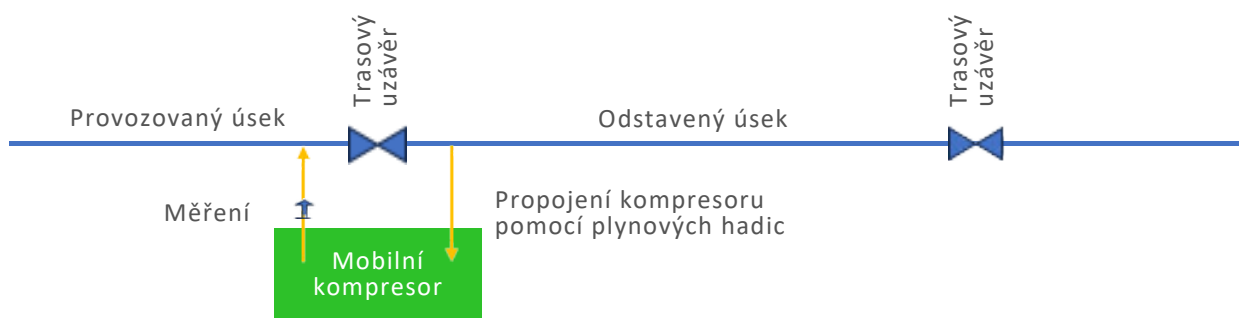 Trasový
uzávěr
Trasový
uzávěr
Provozovaný úsek
Odstavený úsek
Měření
Propojení kompresoru
pomocí plynových hadic
Mobilní
kompresor